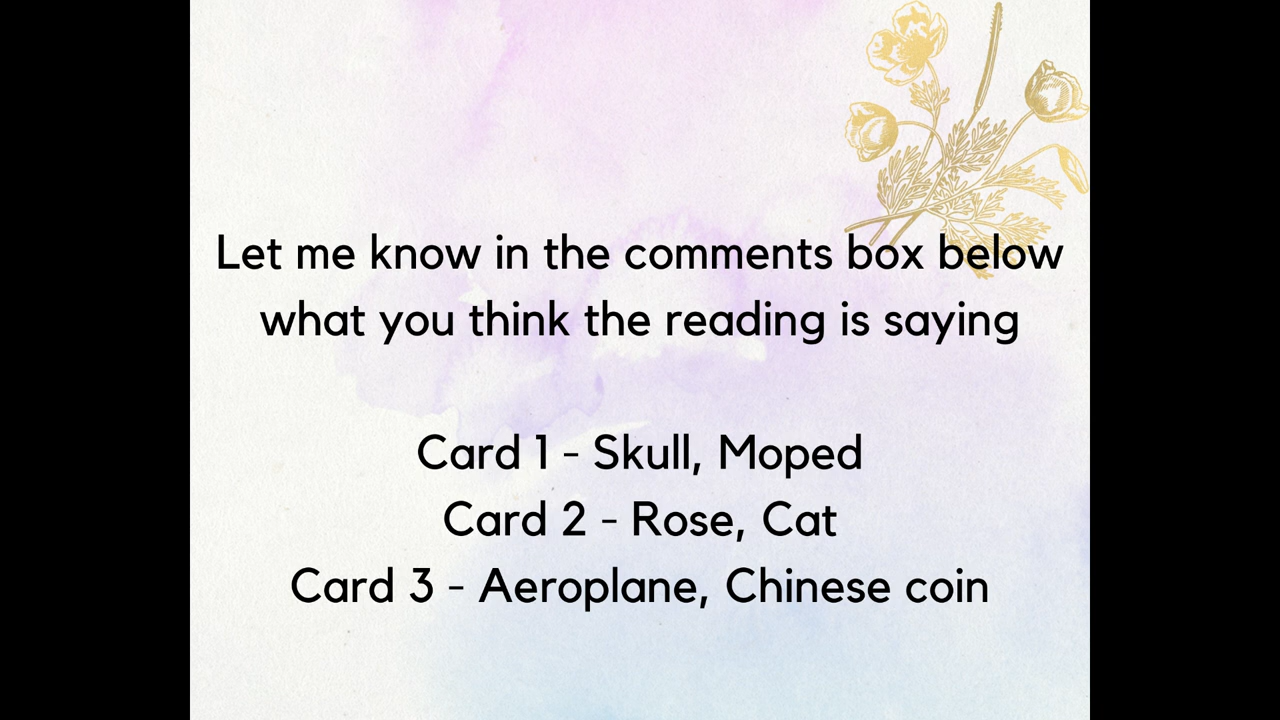 Let me know in the comments box below
what you think the reading is saying
Card 1 - Skull, Moped
Card 2 - Rose, Cat
Card 3 - Aeroplane, Chinese coin